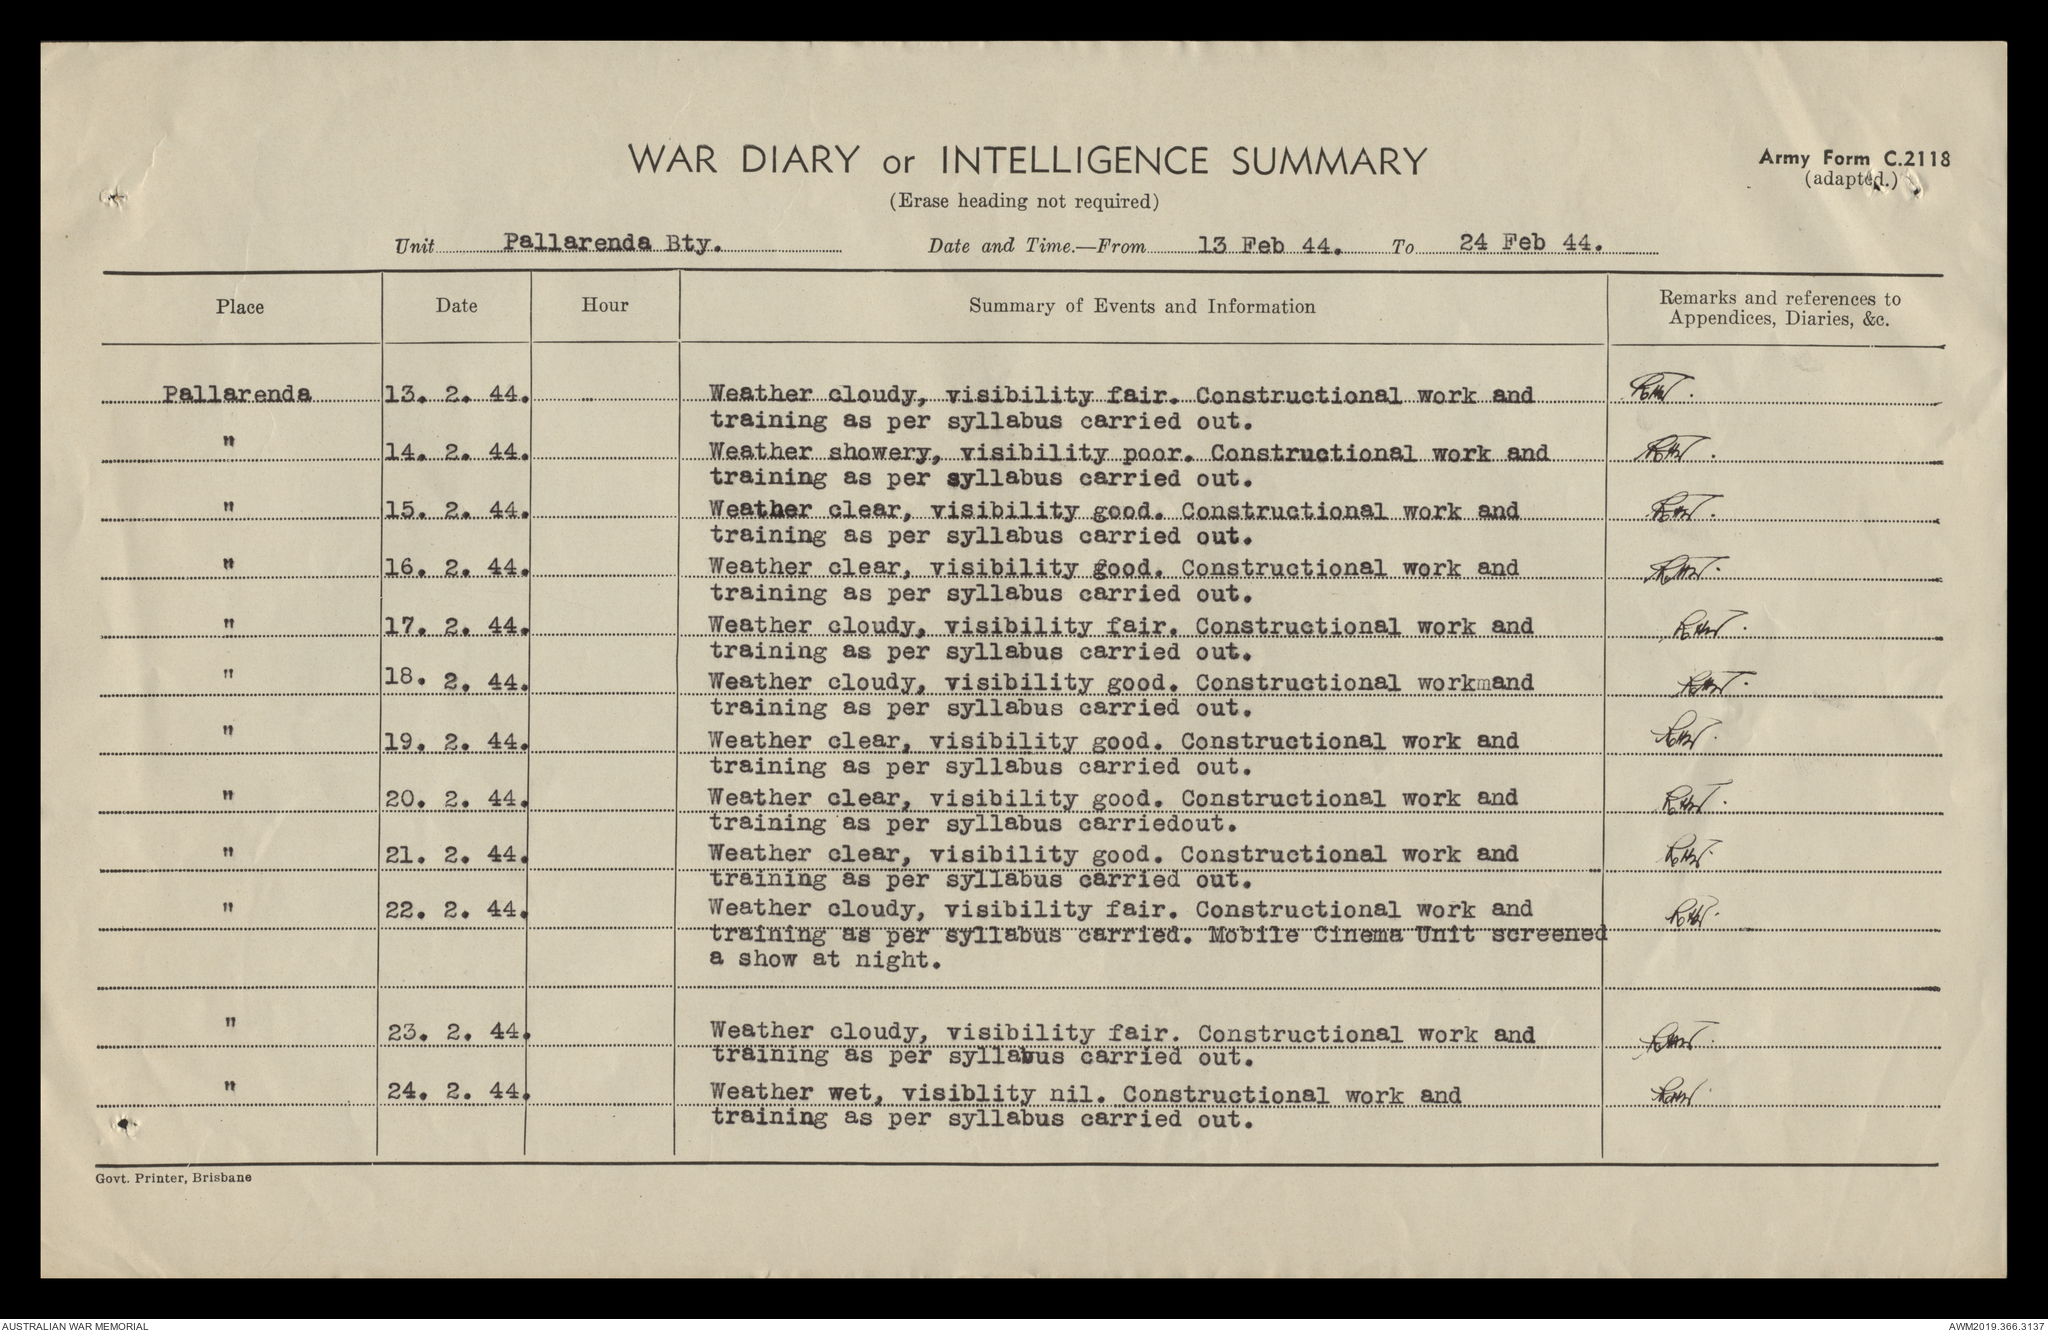 WAR DIARY or INTELLIGENCE SUMMARY
Army Form C.2118
(adapted.)
(Erase heading not required)
Unit Pallarenda Bty. Date and Time.—From 13 Feb 44. To 24 Feb 44.
Place Date Hour Summary of Events and Information Remarks and references to
Appendices, Diaries, &c.
Pallarenda 13. 2. 44. Weather cloudy, visibility fair. Constructional work and
training as per syllabus carried out.
" 14. 2. 44. Weather showery, visibility poor. Constructional work and
training as per syllabus carried out.
" 15. 2. 44. Weather clear, visibility good. Constructional work and
training as per syllabus carried out.
" 16. 2. 44. Weather clear, visibility good. Constructional work and
training as per syllabus carried out.
" 17. 2. 44. Weather cloudy, visibility fair. Constructional work and
training as per syllabus carried out.
" 18. 2. 44. Weather cloudy, visibility good. Constructional workmand
training as per syllabus carried out.
" 19. 2. 44. Weather clear, visibility good. Constructional work and
training as per syllabus carried out.
" 20. 2. 44. Weather clear, visibility good. Constructional work and
training as per syllabus carriedout.
" 21. 2. 44. Weather clear, visibility good. Constructional work and
training as per syllabus carried out.
" 22. 2. 44. Weather cloudy, visibility fair. Constructional work and
training as per syllabus carried. Mobile Cinema Unit screened
a show at night.
" 23. 2. 44. Weather cloudy, visibility fair. Constructional work and
training as per syllabus carried out.
" 24. 2. 44. Weather wet, visiblity nil. Constructional work and
training as per syllabus carried out.
Govt. Printer, Brisbane
AUSTRALIAN WAR MEMORIAL AWM2019.366.3137